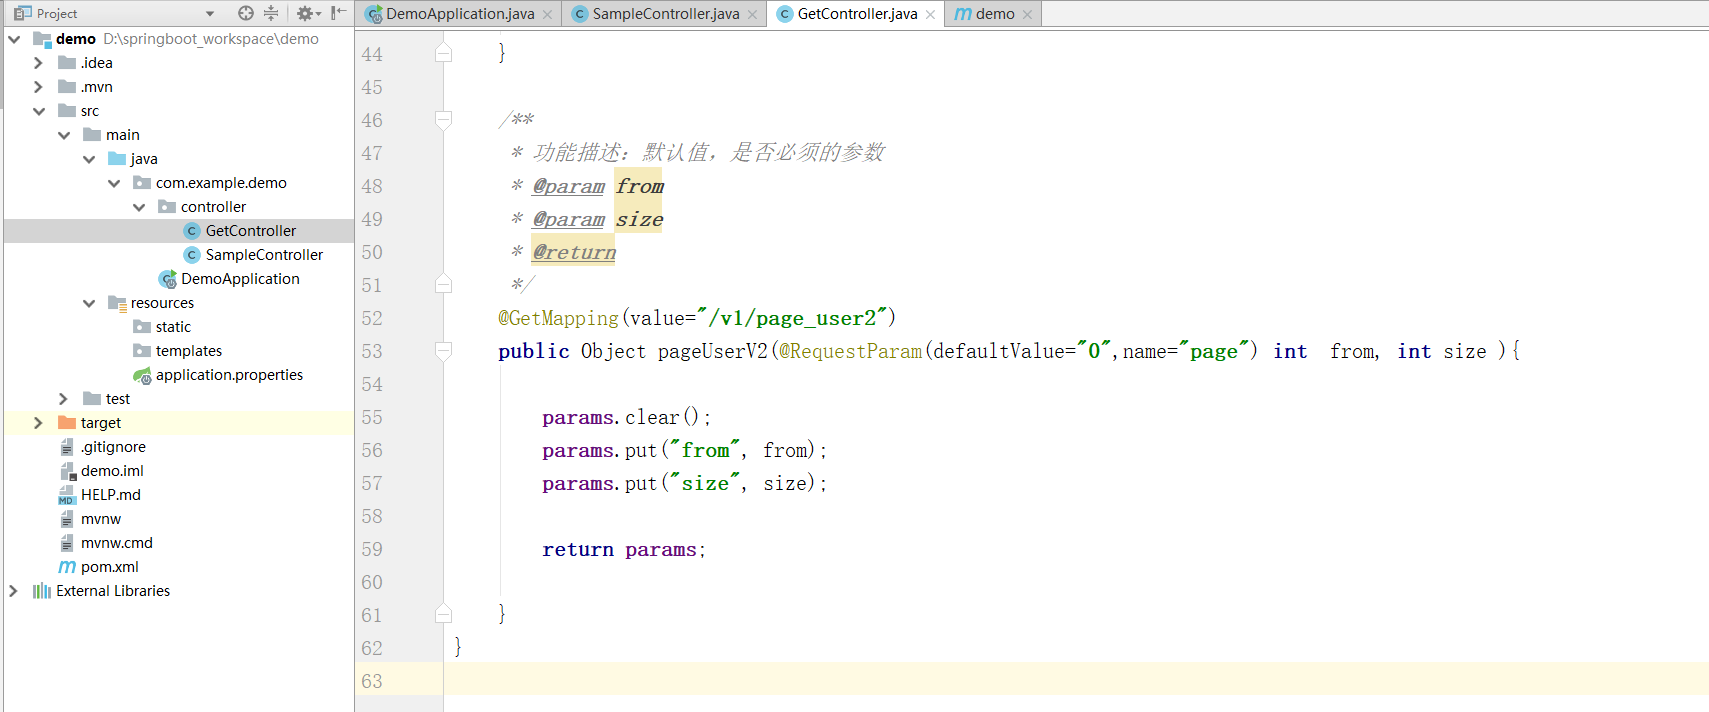 Project
demo D:\springboot_workspace\demo
.idea
.mvn
src
main
java
com.example.demo
controller
GetController
SampleController
DemoApplication
resources
static
templates
application.properties
test
target
.gitignore
demo.iml
HELP.md
mvnw
mvnw.cmd
pom.xml
External Libraries
DemoApplication.java SampleController.java GetController.java demo
44 }
45
46 /**
47 * 功能描述：默认值，是否必须的参数
48 * @param from
49 * @param size
50 * @return
51 */
52 @GetMapping(value="/v1/page_user2")
53 public Object pageUserV2(@RequestParam(defaultValue="0",name="page") int  from, int size ){
54
55 params.clear();
56 params.put("from", from);
57 params.put("size", size);
58
59 return params;
60
61 }
62 }
63